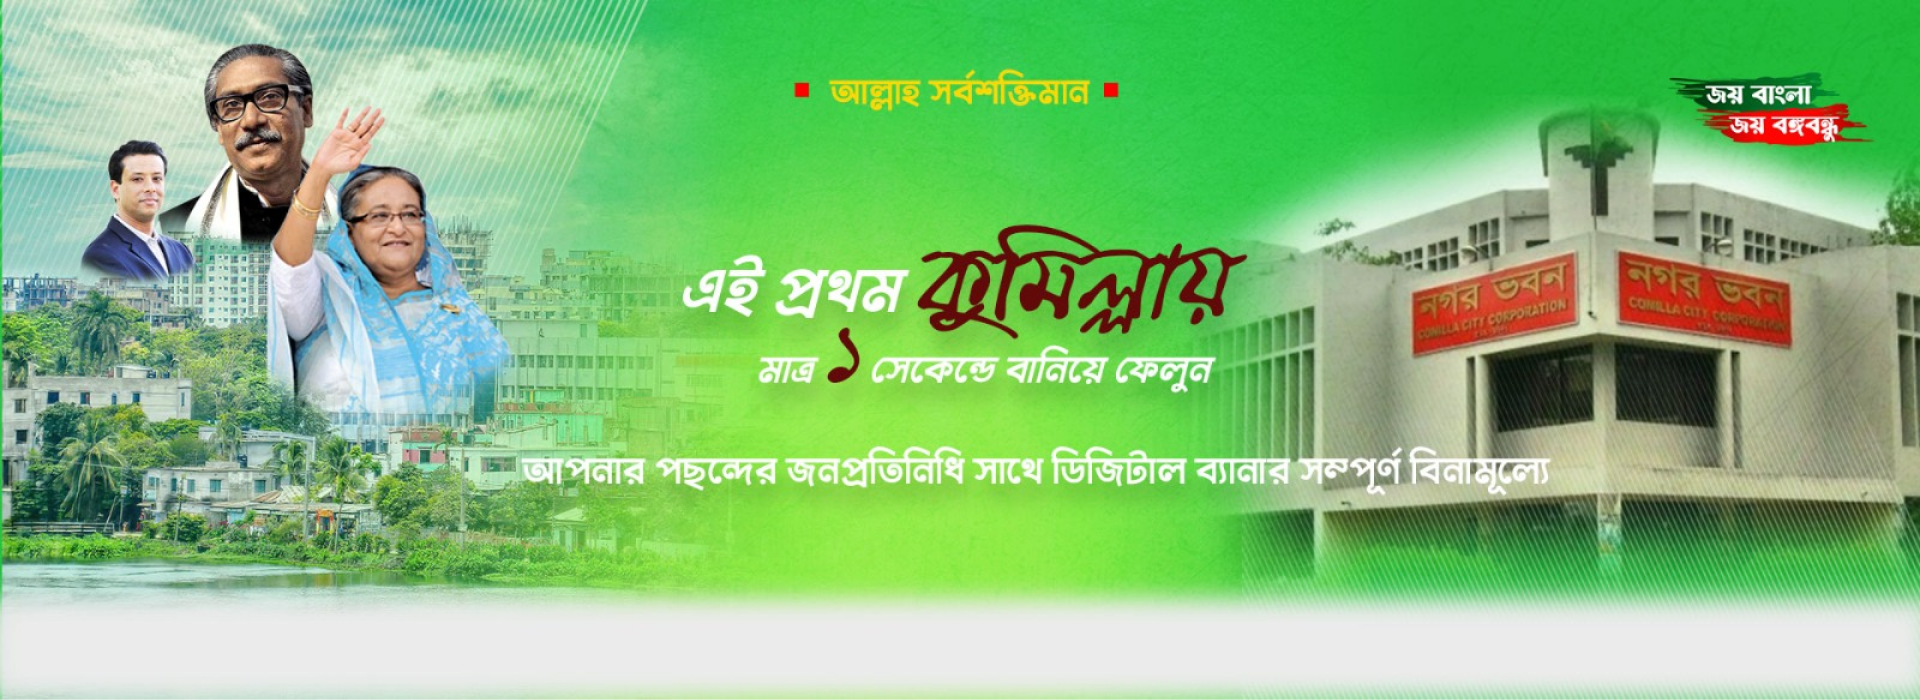 আল্লাহ সর্বশক্তিমান
জয় বাংলা
জয় বঙ্গবন্ধু
এই প্রথম কুমিল্লায়
মাত্র ১ সেকেন্ডে বানিয়ে ফেলুন
আপনার পছন্দের জনপ্রতিনিধি সাথে ডিজিটাল ব্যানার সম্পূর্ণ বিনামূল্যে
নগর ভবন
COMILLA CITY CORPORATION
নগর ভবন
COMILLA CITY CORPORATION